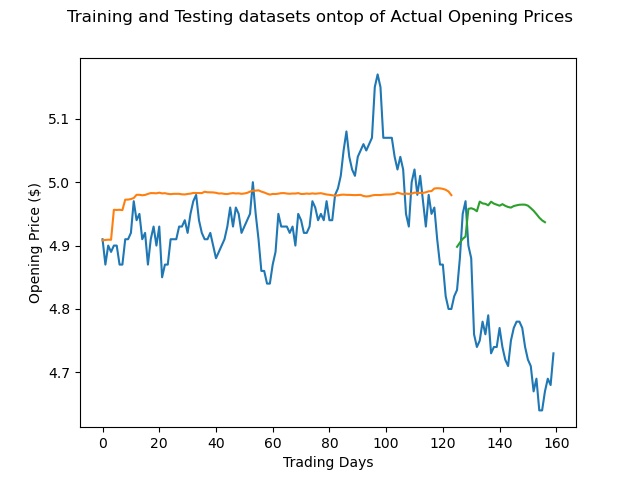 Training and Testing datasets ontop of Actual Opening Prices
5.1
5.0
4.9
4.8
4.7
Opening Price ($)
0 20 40 60 80 100 120 140 160
Trading Days